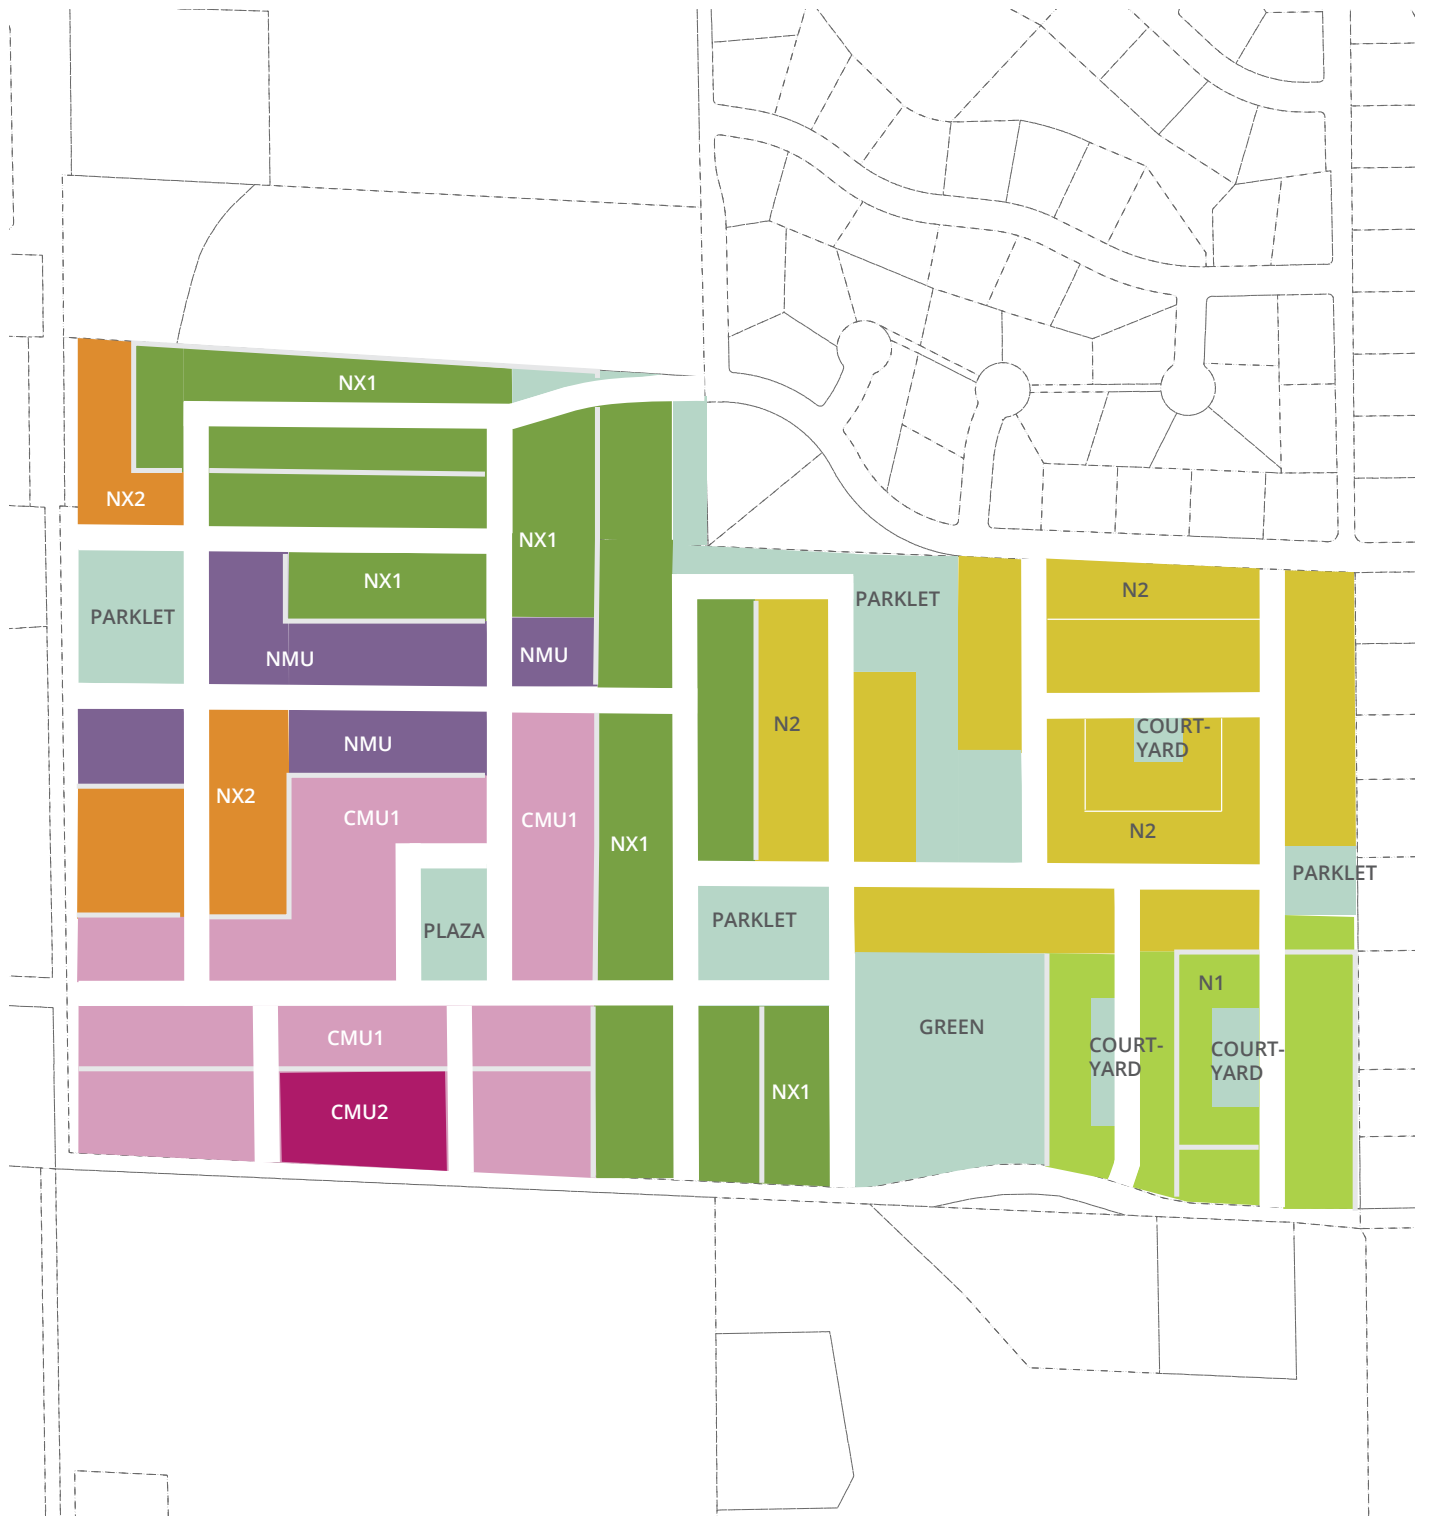 NX1
NX2
NX1
NX1
N2
PARKLET
PARKLET
NMU
NMU
N2
COURT-
YARD
NMU
NX2
CMU1
CMU1
N2
NX1
PARKLET
PARKLET
PLAZA
N1
GREEN
CMU1
COURT-
YARD
COURT-
YARD
NX1
CMU2